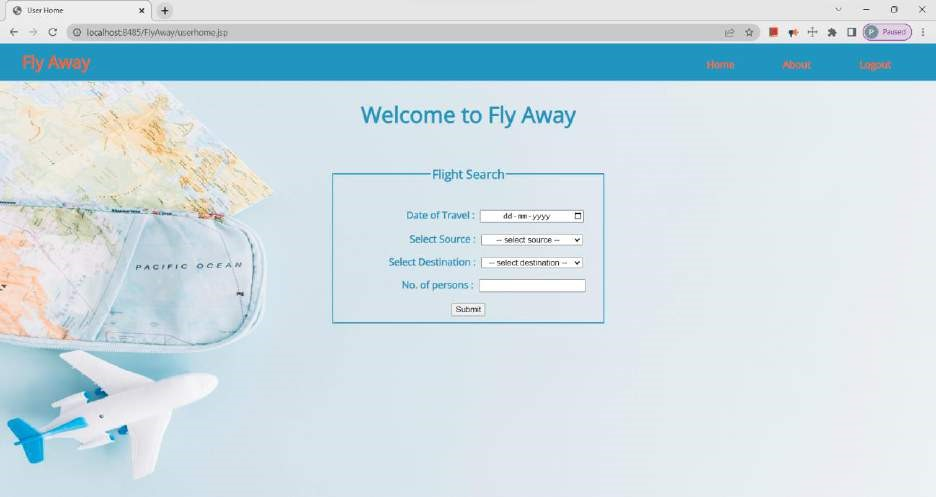 User Home
localhost:8485/FlyAway/userhome.jsp
P Paused
Fly Away
Home About Logout
Welcome to Fly Away
Flight Search
Date of Travel : dd-mm-yyyy
Select Source : -- select source --
Select Destination : -- select destination --
No. of persons :
Submit
PACIFIC OCEAN